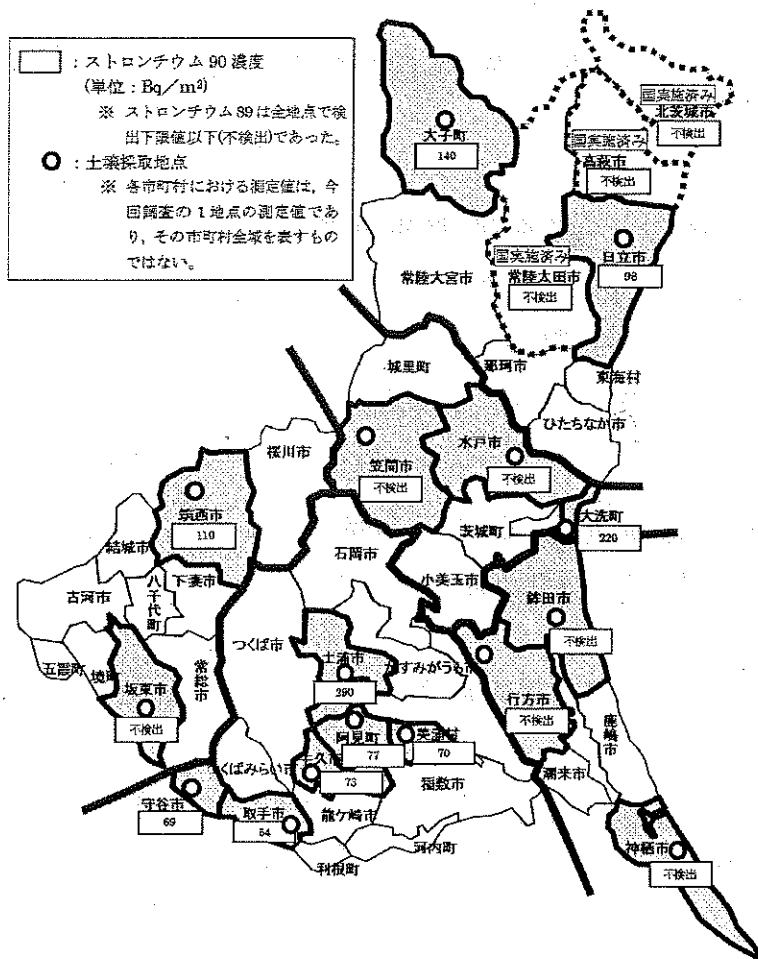 ：ストロンチウム 90 濃度
(単位：Bq／m²)
※ ストロンチウム 89は全地点で検
出下限値以下(不検出)であった。
：土壌採取地点
※ 各市町村における測定値は，今
回調査の１地点の測定値であ
り，その市町村全域を表すもの
ではない。
国実施済み
北茨城市
不検出
大子町
140
国実施済み
高萩市
不検出
国実施済み
日立市
98
常陸大宮市
常陸太田市
不検出
城里町
那珂市
東海村
ひたちなか市
桜川市
水戸市
不検出
笠間市
不検出
筑西市
110
茨城町
大洗町
220
結城市
石岡市
小美玉市
下妻市
八千代町
古河市
鉾田市
不検出
つくば市
土浦市
290
かすみがうら市
五霞町
境町
坂東市
不検出
常総市
行方市
不検出
鹿嶋市
阿見町
77
美浦村
70
くばみらい市
久市
73
稲敷市
潮来市
守谷市
69
取手市
54
龍ケ崎市
河内町
利根町
神栖市
不検出